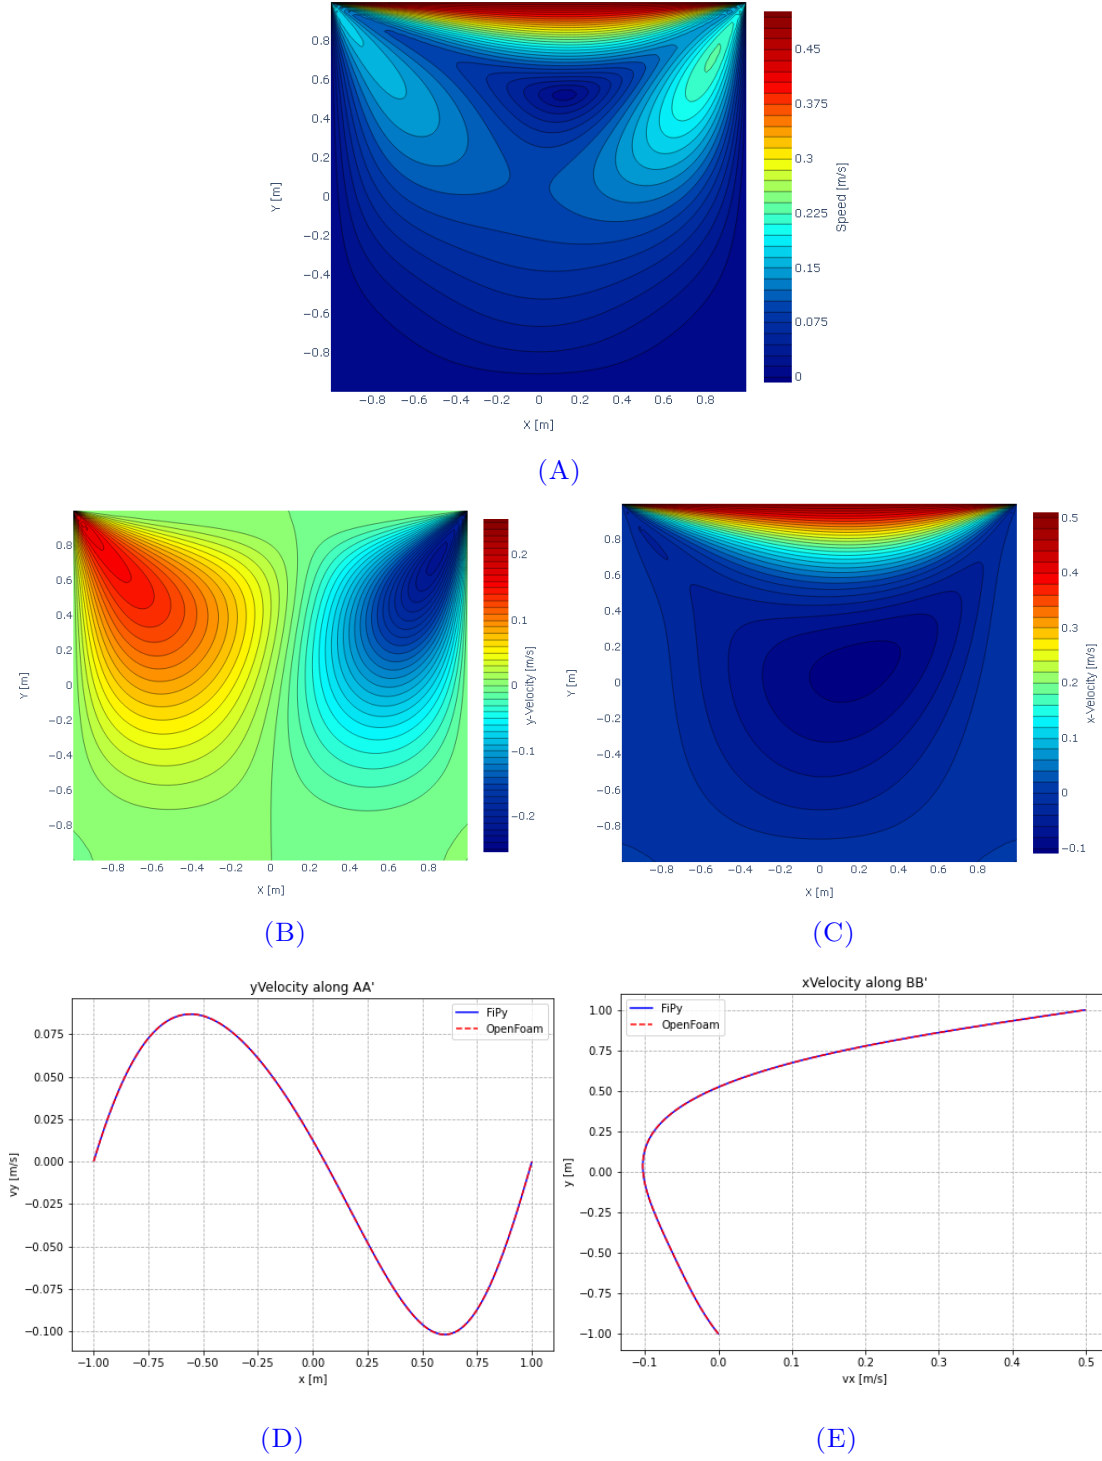 0.8
0.6
0.4
0.2
0
−0.2
−0.4
−0.6
−0.8
Y [m]
−0.8 −0.6 −0.4 −0.2 0 0.2 0.4 0.6 0.8
X [m]
0.45
0.375
0.3
0.225
0.15
0.075
0
Speed [m/s]
(A)
0.8
0.6
0.4
0.2
0
−0.2
−0.4
−0.6
−0.8
Y [m]
−0.8 −0.6 −0.4 −0.2 0 0.2 0.4 0.6 0.8
X [m]
0.2
0.1
0
−0.1
−0.2
y-Velocity [m/s]
(B)
0.8
0.6
0.4
0.2
0
−0.2
−0.4
−0.6
−0.8
Y [m]
−0.8 −0.6 −0.4 −0.2 0 0.2 0.4 0.6 0.8
X [m]
0.5
0.4
0.3
0.2
0.1
0
−0.1
x-Velocity [m/s]
(C)
yVelocity along AA'
FiPy
OpenFoam
0.075
0.050
0.025
0.000
−0.025
−0.050
−0.075
−0.100
vy [m/s]
−1.00 −0.75 −0.50 −0.25 0.00 0.25 0.50 0.75 1.00
x [m]
(D)
xVelocity along BB'
FiPy
OpenFoam
1.00
0.75
0.50
0.25
0.00
−0.25
−0.50
−0.75
−1.00
y [m]
−0.1 0.0 0.1 0.2 0.3 0.4 0.5
vx [m/s]
(E)